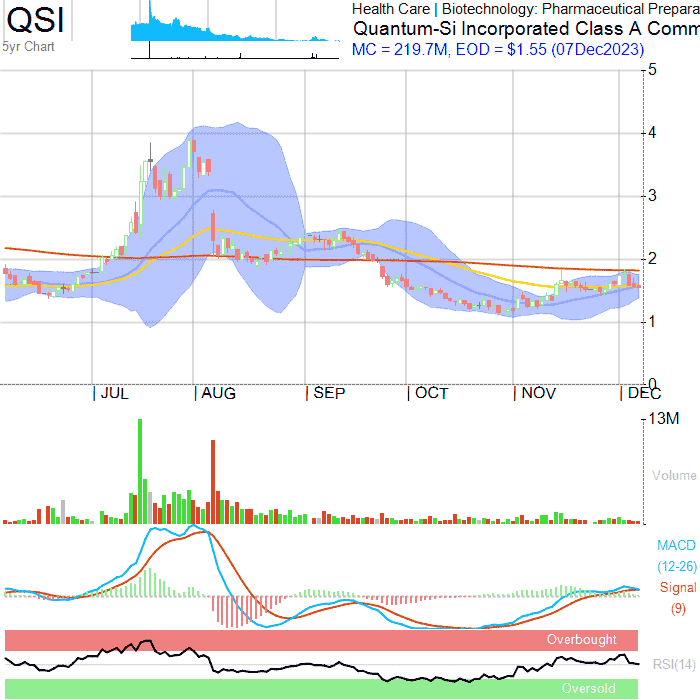 QSI
5yr Chart
Health Care | Biotechnology: Pharmaceutical Prepara
Quantum-Si Incorporated Class A Comm
MC = 219.7M, EOD = $1.55 (07Dec2023)
5
4
3
2
1
0
| JUL | AUG | SEP | OCT | NOV | DEC
13M
Volume
MACD
(12-26)
Signal
(9)
Overbought
RSI(14)
Oversold